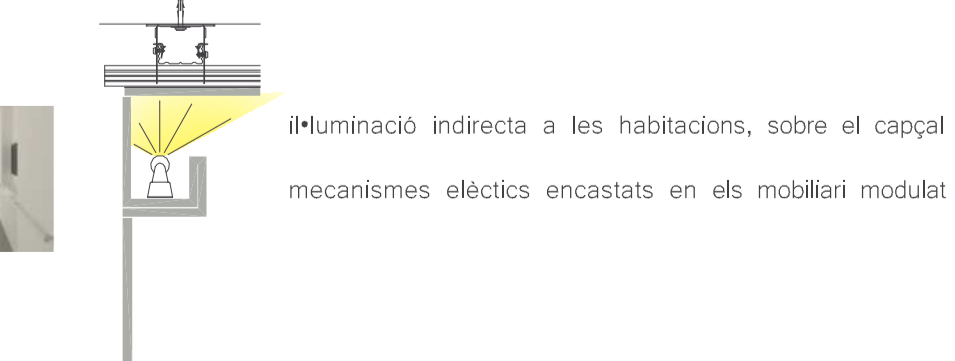 il•luminació indirecta a les habitacions, sobre el capçal
mecanismes elèctics encastats en els mobiliari modulat